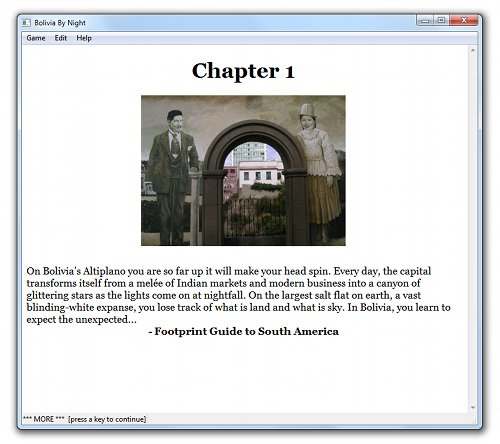 Bolivia By Night
Game Edit Help
Chapter 1
On Bolivia's Altiplano you are so far up it will make your head spin. Every day, the capital
transforms itself from a melée of Indian markets and modern business into a canyon of
glittering stars as the lights come on at nightfall. On the largest salt flat on earth, a vast
blinding-white expanse, you lose track of what is land and what is sky. In Bolivia, you learn to
expect the unexpected...
- Footprint Guide to South America
*** MORE *** [press a key to continue]